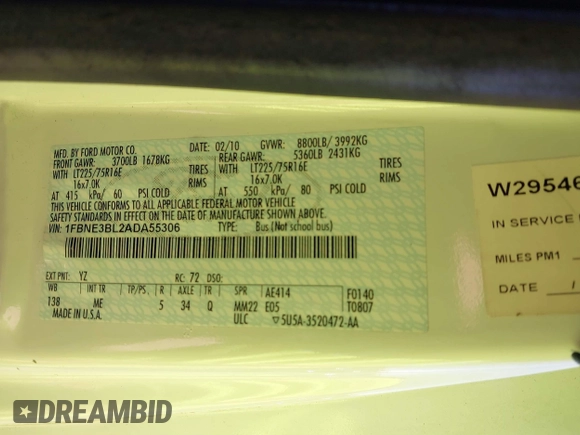 MFD. BY FORD MOTOR CO. 02/10 GVWR: 8800LB/ 3992KG
FRONT GAWR: 3700LB 1678KG REAR GAWR: 5360LB 2431KG
WITH LT225/75R16E TIRES WITH LT225/75R16E TIRES
16x7.0K RIMS 16x7.0K RIMS
AT 415 kPa/ 60 PSI COLD AT 550 kPa/ 80 PSI COLD
THIS VEHICLE CONFORMS TO ALL APPLICABLE FEDERAL MOTOR VEHICLE
SAFETY STANDARDS IN EFFECT ON THE DATE OF MANUFACTURE SHOWN ABOVE.
VIN: 1FBNE3BL2ADA55306 TYPE: Bus (Not school bus)
EXT PNT: YZ RC: 72 DSO:
WB INT TR TP/PS R AXLE TR SPR AE414 F0140
138 ME 5 34 Q MM22 E05 T0807
MADE IN U.S.A. ULC ▽5U5A-3520472-AA
W29546
IN SERVICE
MILES PM1
DATE /
DREAMBID